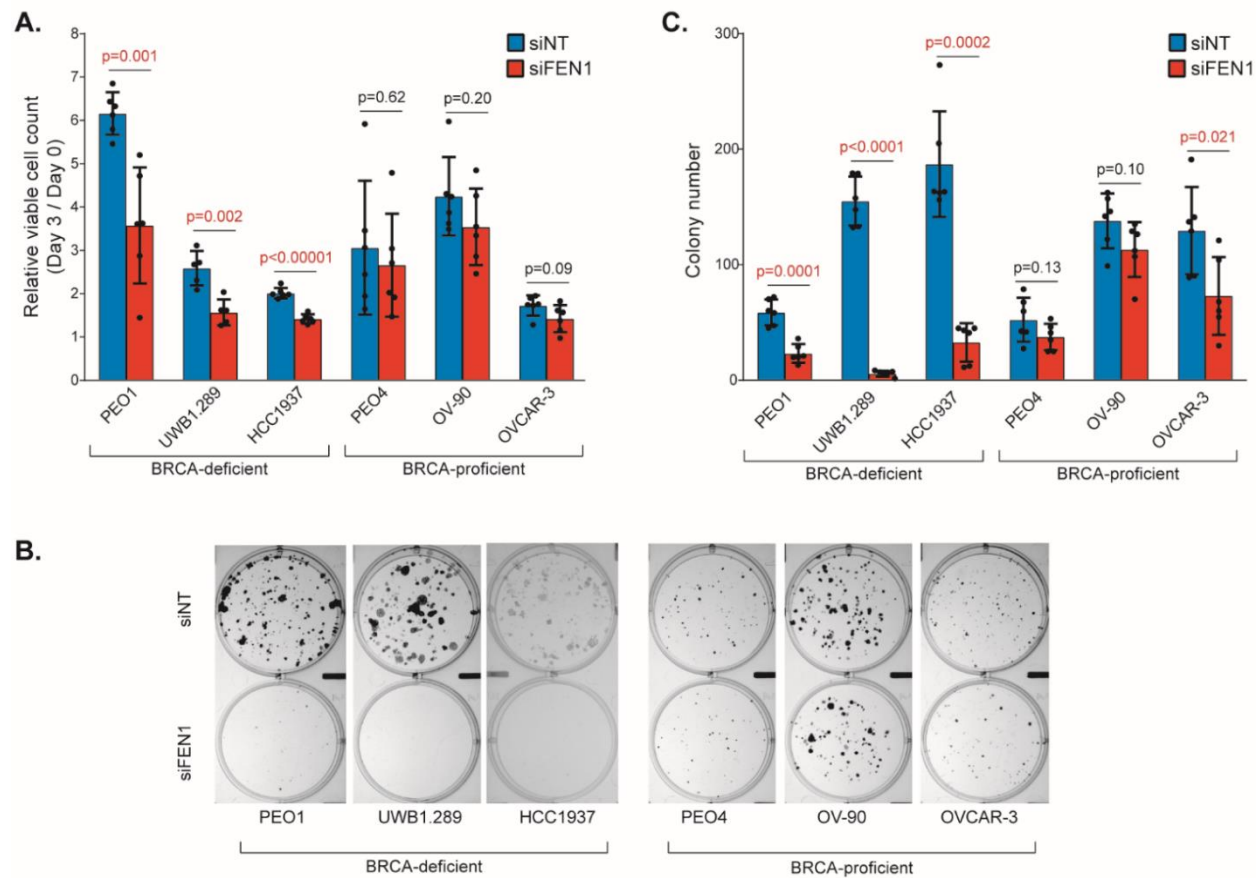 A.
siNT
siFEN1
Relative viable cell count
(Day 3 / Day 0)
8
7
6
5
4
3
2
1
0
p=0.001
p=0.002
p<0.00001
p=0.62
p=0.20
p=0.09
PEO1
UWB1.289
HCC1937
PEO4
OV-90
OVCAR-3
BRCA-deficient
BRCA-proficient
C.
siNT
siFEN1
Colony number
300
200
100
0
p=0.0001
p<0.0001
p=0.0002
p=0.13
p=0.10
p=0.021
PEO1
UWB1.289
HCC1937
PEO4
OV-90
OVCAR-3
BRCA-deficient
BRCA-proficient
B.
siNT
siFEN1
PEO1
UWB1.289
HCC1937
PEO4
OV-90
OVCAR-3
BRCA-deficient
BRCA-proficient